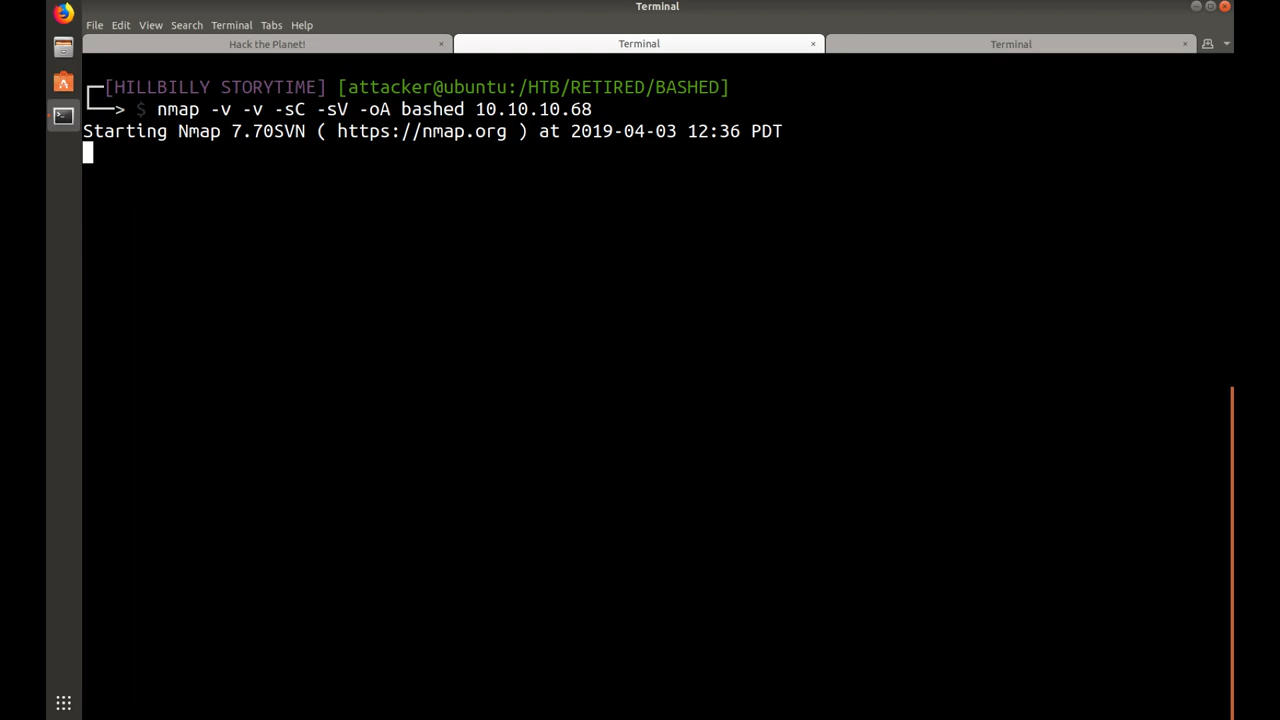 Terminal
File Edit View Search Terminal Tabs Help
Hack the Planet! × Terminal × Terminal ×
┌─[HILLBILLY STORYTIME] [attacker@ubuntu:/HTB/RETIRED/BASHED]
└──> $ nmap -v -v -sC -sV -oA bashed 10.10.10.68
Starting Nmap 7.70SVN ( https://nmap.org ) at 2019-04-03 12:36 PDT